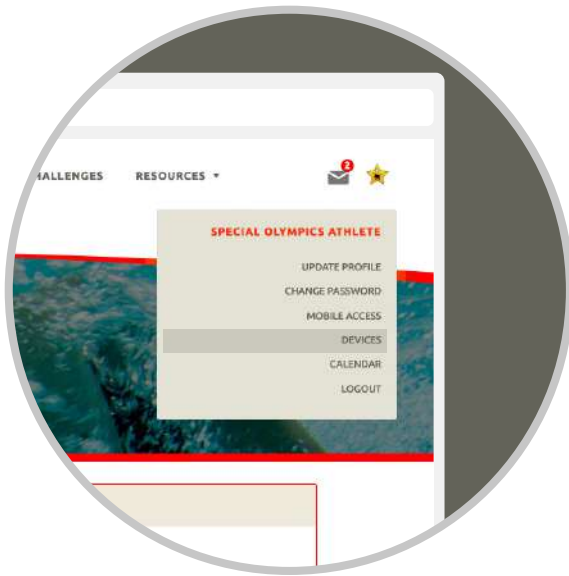 HALLENGES RESOURCES
2
SPECIAL OLYMPICS ATHLETE
UPDATE PROFILE
CHANGE PASSWORD
MOBILE ACCESS
DEVICES
CALENDAR
LOGOUT